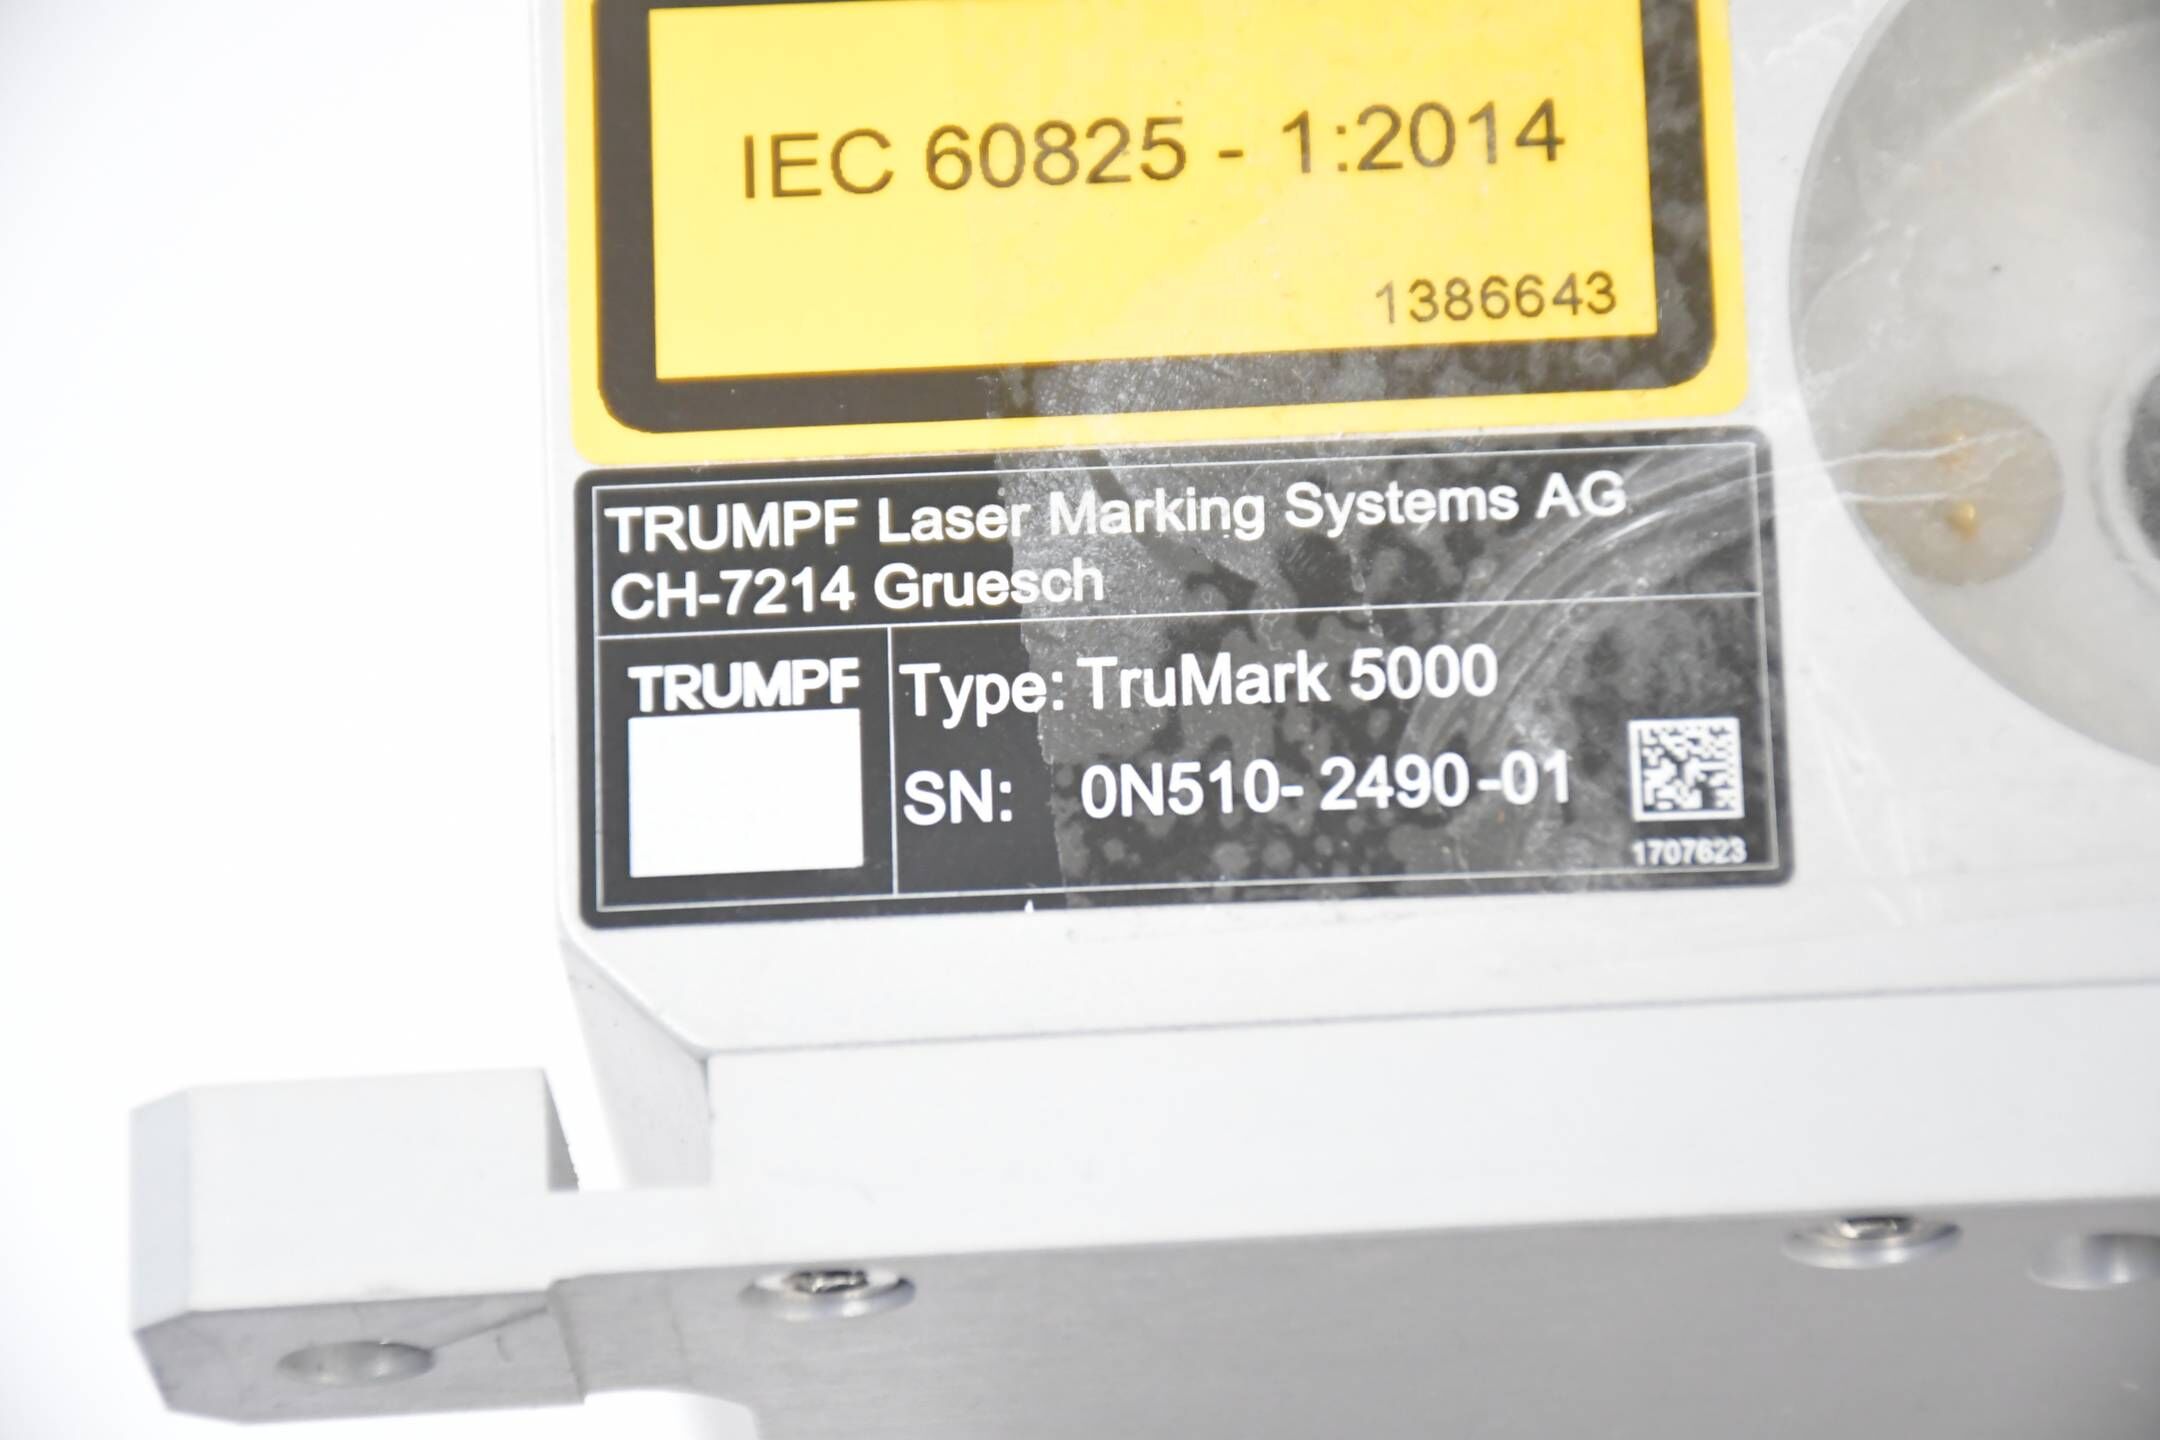 IEC 60825 - 1:2014
1386643
TRUMPF Laser Marking Systems AG
CH-7214 Gruesch
TRUMPF
Type: TruMark 5000
SN: 0N510- 2490 -01
1707623